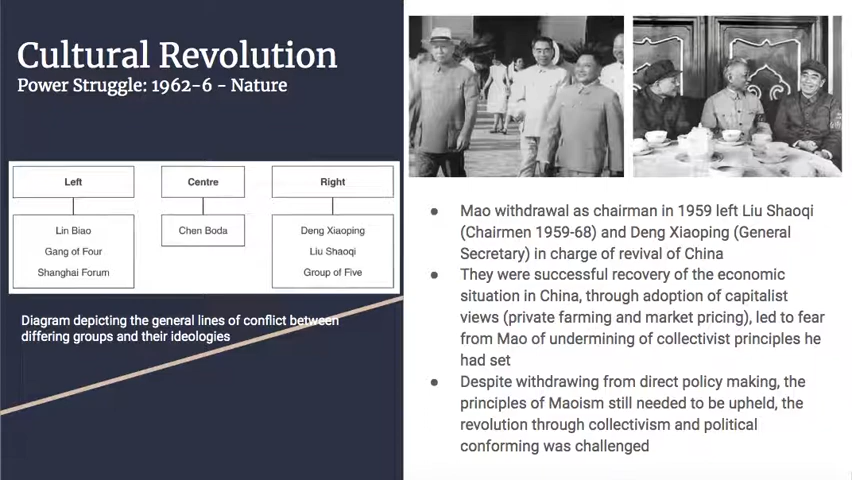 Cultural Revolution
Power Struggle: 1962-6 - Nature
Left
Centre
Right
Lin Biao
Gang of Four
Shanghai Forum
Chen Boda
Deng Xiaoping
Liu Shaoqi
Group of Five
Diagram depicting the general lines of conflict between
differing groups and their ideologies
● Mao withdrawal as chairman in 1959 left Liu Shaoqi
(Chairmen 1959-68) and Deng Xiaoping (General
Secretary) in charge of revival of China
● They were successful recovery of the economic
situation in China, through adoption of capitalist
views (private farming and market pricing), led to fear
from Mao of undermining of collectivist principles he
had set
● Despite withdrawing from direct policy making, the
principles of Maoism still needed to be upheld, the
revolution through collectivism and political
conforming was challenged